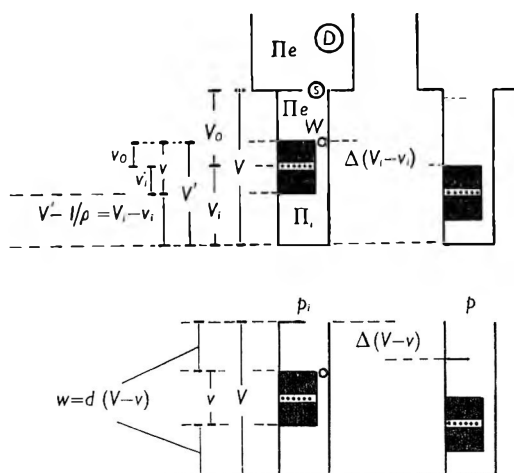 Πe D
S
Πe
W
V₀
v₀
v
V
Δ(Vᵢ–vᵢ)
vᵢ
V'
V'–1/ρ = Vᵢ–vᵢ
Vᵢ
Πᵢ
pᵢ p
Δ(V–v)
w=d (V–v)
v
V